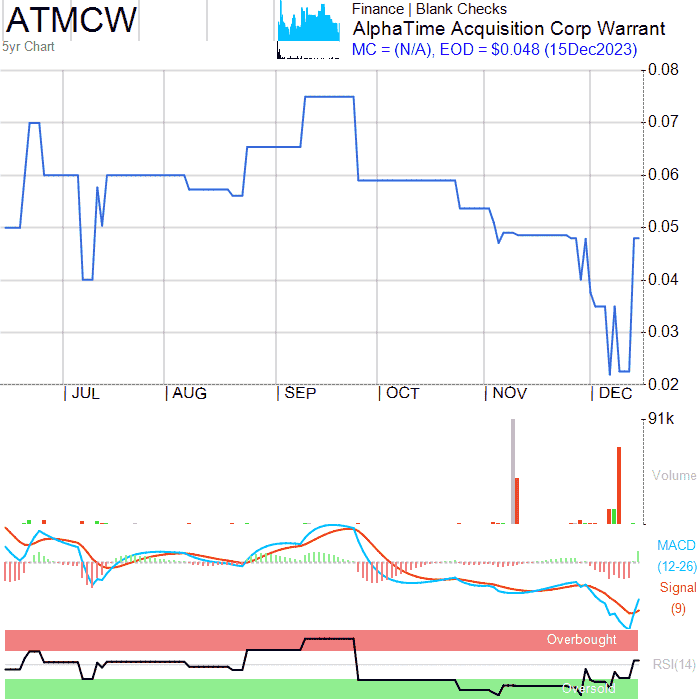 ATMCW
5yr Chart
Finance | Blank Checks
AlphaTime Acquisition Corp Warrant
MC = (N/A), EOD = $0.048 (15Dec2023)
0.08
0.07
0.06
0.05
0.04
0.03
0.02
| JUL | AUG | SEP | OCT | NOV | DEC
91k
Volume
MACD
(12-26)
Signal
(9)
Overbought
RSI(14)
Oversold